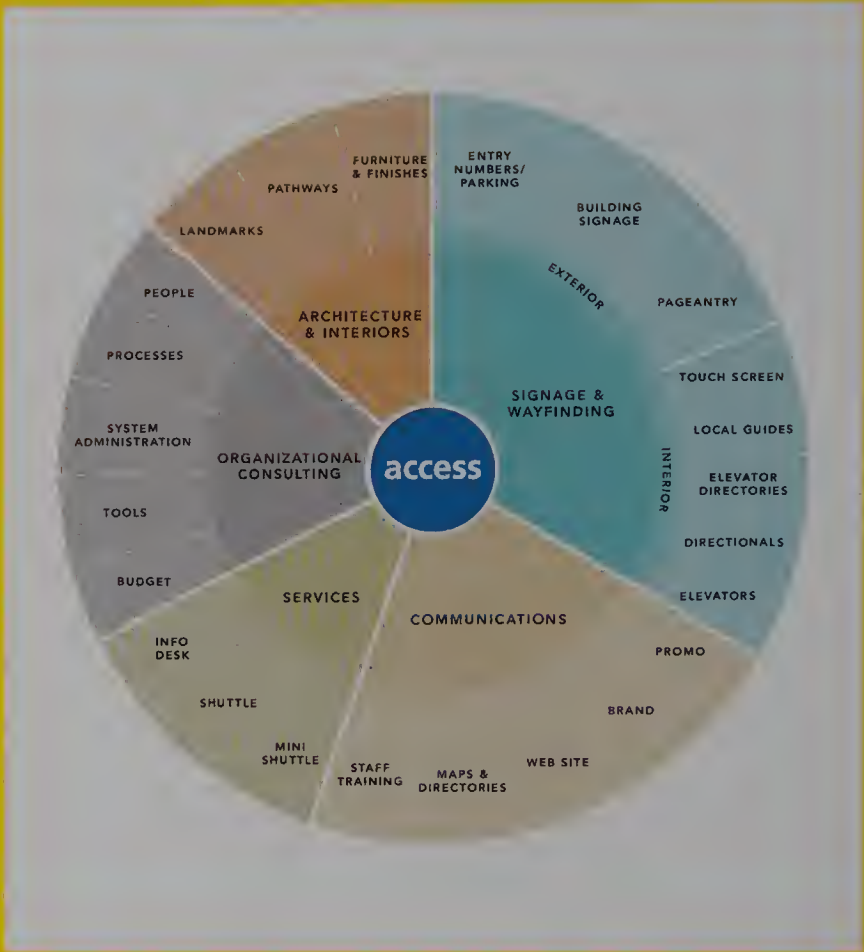 FURNITURE
& FINISHES
PATHWAYS
LANDMARKS
ARCHITECTURE
& INTERIORS
ENTRY
NUMBERS/
PARKING
BUILDING
SIGNAGE
EXTERIOR
PAGEANTRY
SIGNAGE &
WAYFINDING
INTERIOR
TOUCH SCREEN
LOCAL GUIDES
ELEVATOR
DIRECTORIES
DIRECTIONALS
ELEVATORS
PEOPLE
PROCESSES
SYSTEM
ADMINISTRATION
TOOLS
BUDGET
ORGANIZATIONAL
CONSULTING
access
SERVICES
INFO
DESK
SHUTTLE
MINI
SHUTTLE
COMMUNICATIONS
PROMO
BRAND
WEB SITE
MAPS &
DIRECTORIES
STAFF
TRAINING